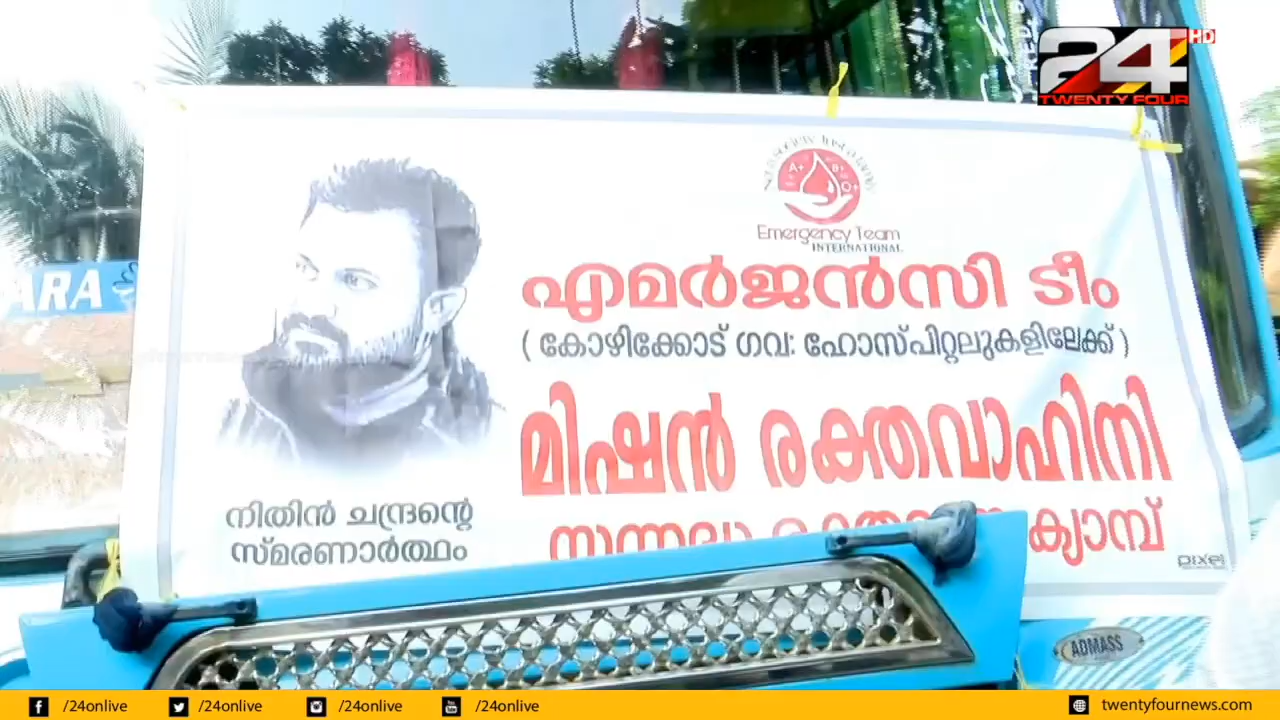 24 HD
TWENTY FOUR
ARA
A+ B+ O+
Emergency Team
INTERNATIONAL
എമർജൻസി ടീം
( കോഴിക്കോട് ഗവ: ഹോസ്പിറ്റലുകളിലേക്ക് )
മിഷൻ രക്തവാഹിനി
ക്യാമ്പ്
നിതിൻ ചന്ദ്രന്റെ
സ്മരണാർത്ഥം
pixel
ADMASS
/24onlive /24onlive /24onlive /24onlive twentyfournews.com